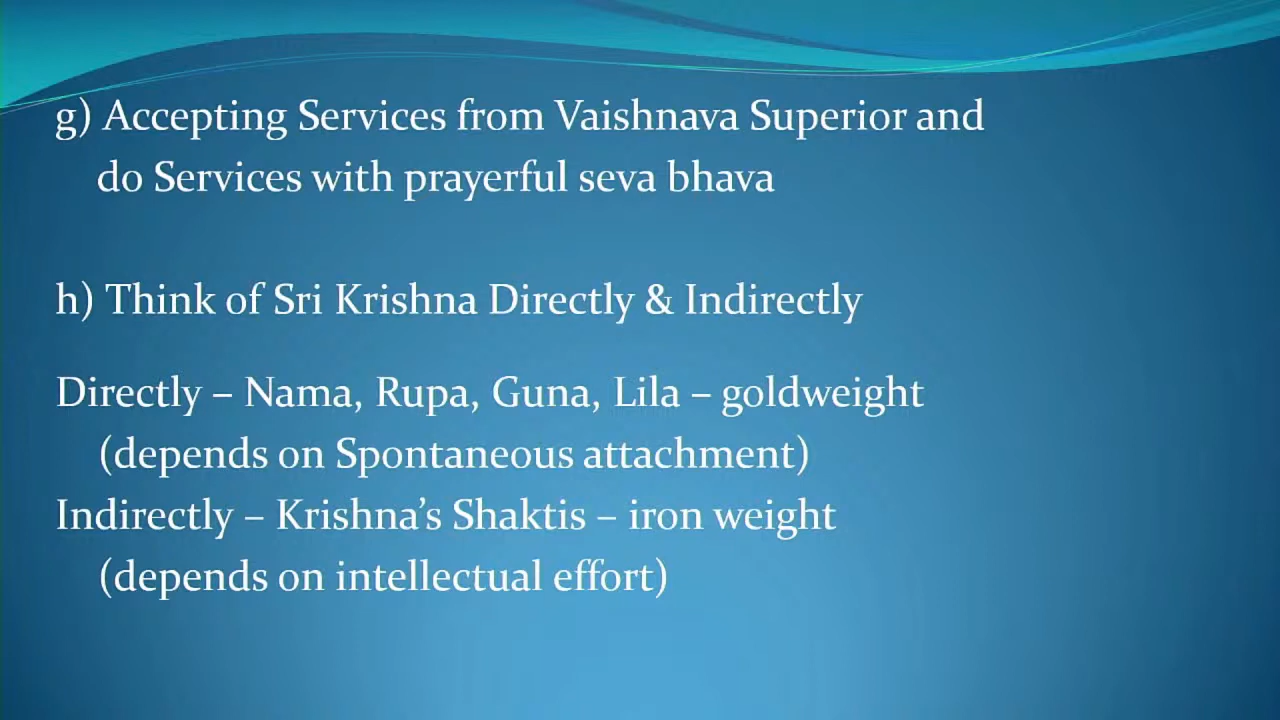 g) Accepting Services from Vaishnava Superior and
do Services with prayerful seva bhava
h) Think of Sri Krishna Directly & Indirectly
Directly – Nama, Rupa, Guna, Lila – goldweight
(depends on Spontaneous attachment)
Indirectly – Krishna’s Shaktis – iron weight
(depends on intellectual effort)